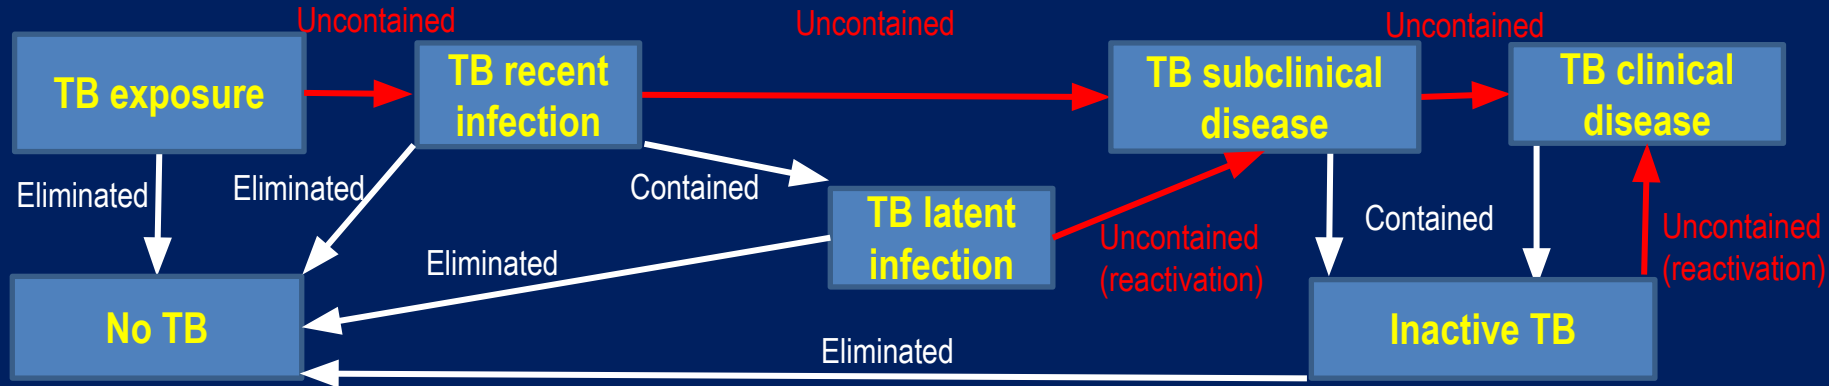 Uncontained
Uncontained
Uncontained
TB exposure
TB recent
infection
TB subclinical
disease
TB clinical
disease
Eliminated
Eliminated
Contained
TB latent
infection
Uncontained
(reactivation)
Contained
Uncontained
(reactivation)
Eliminated
No TB
Inactive TB
Eliminated